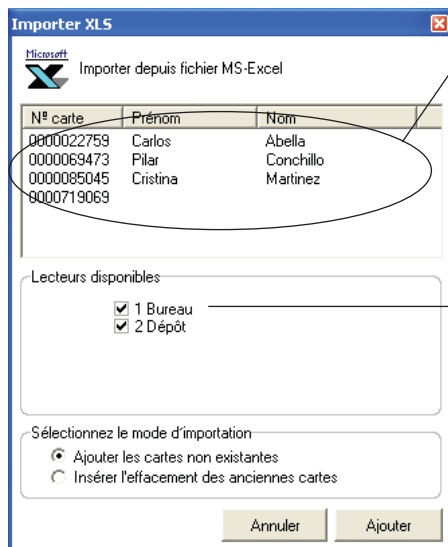 Importer XLS
Microsoft
Importer depuis fichier MS-Excel
Nº carte Prénom Nom
0000022759 Carlos Abella
0000069473 Pilar Conchillo
0000085045 Cristina Martinez
0000719069
Lecteurs disponibles
1 Bureau
2 Dépôt
Sélectionnez le mode d'importation
Ajouter les cartes non existantes
Insérer l'effacement des anciennes cartes
Annuler Ajouter